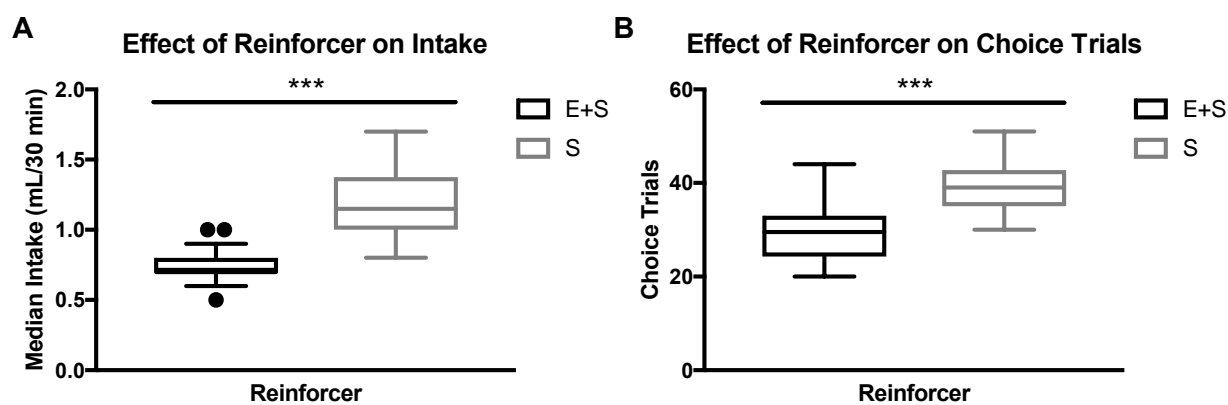 A
Effect of Reinforcer on Intake
***
2.0
1.5
1.0
0.5
0.0
Median Intake (mL/30 min)
Reinforcer
E+S
S
B
Effect of Reinforcer on Choice Trials
***
60
40
20
0
Choice Trials
Reinforcer
E+S
S